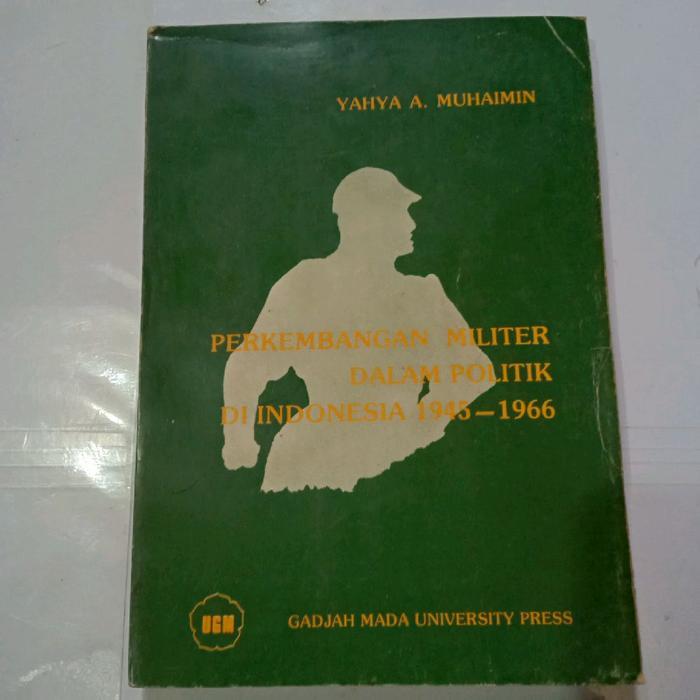 YAHYA A. MUHAIMIN
PERKEMBANGAN MILITER
DALAM POLITIK
DI INDONESIA 1945—1966
UGM
GADJAH MADA UNIVERSITY PRESS